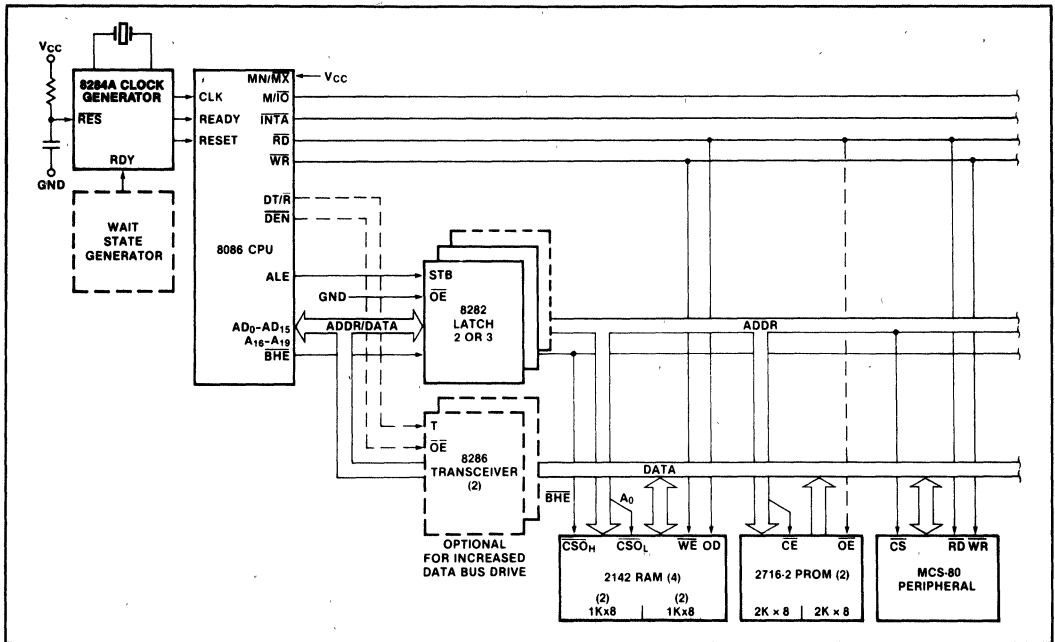 VCC
8284A CLOCK
GENERATOR
RES
RDY
GND
WAIT
STATE
GENERATOR
CLK
READY
RESET
MN/MX
VCC
M/IO
INTA
RD
WR
DT/R
DEN
8086 CPU
ALE
AD0-AD15
A16-A19
BHE
ADDR/DATA
GND
STB
OE
8282
LATCH
2 OR 3
ADDR
T
OE
8286
TRANSCEIVER
(2)
OPTIONAL
FOR INCREASED
DATA BUS DRIVE
DATA
BHE
A0
CSOH
CSOL
WE
OD
2142 RAM (4)
(2)
1Kx8
(2)
1Kx8
CE
OE
2716-2 PROM (2)
2K × 8
2K × 8
CS
RD
WR
MCS-80
PERIPHERAL